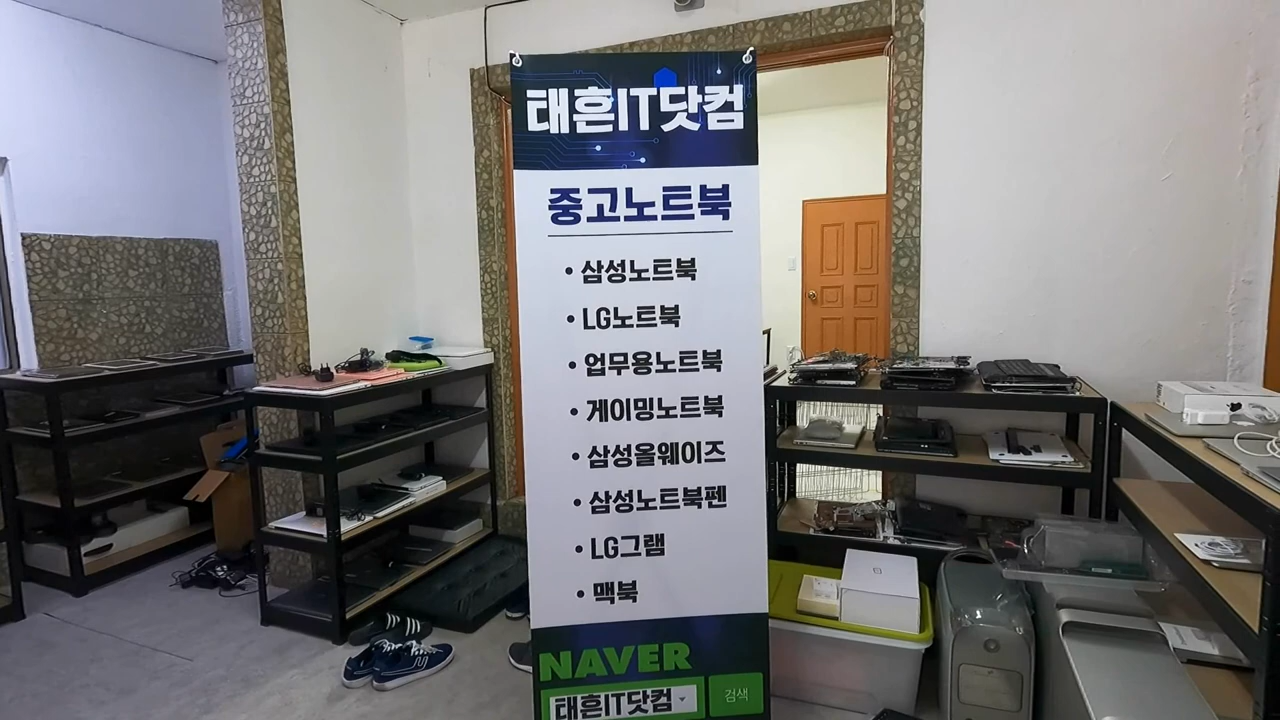 태흔IT닷컴
중고노트북
• 삼성노트북
• LG노트북
• 업무용노트북
• 게이밍노트북
• 삼성올웨이즈
• 삼성노트북펜
• LG그램
• 맥북
NAVER
태흔IT닷컴 검색